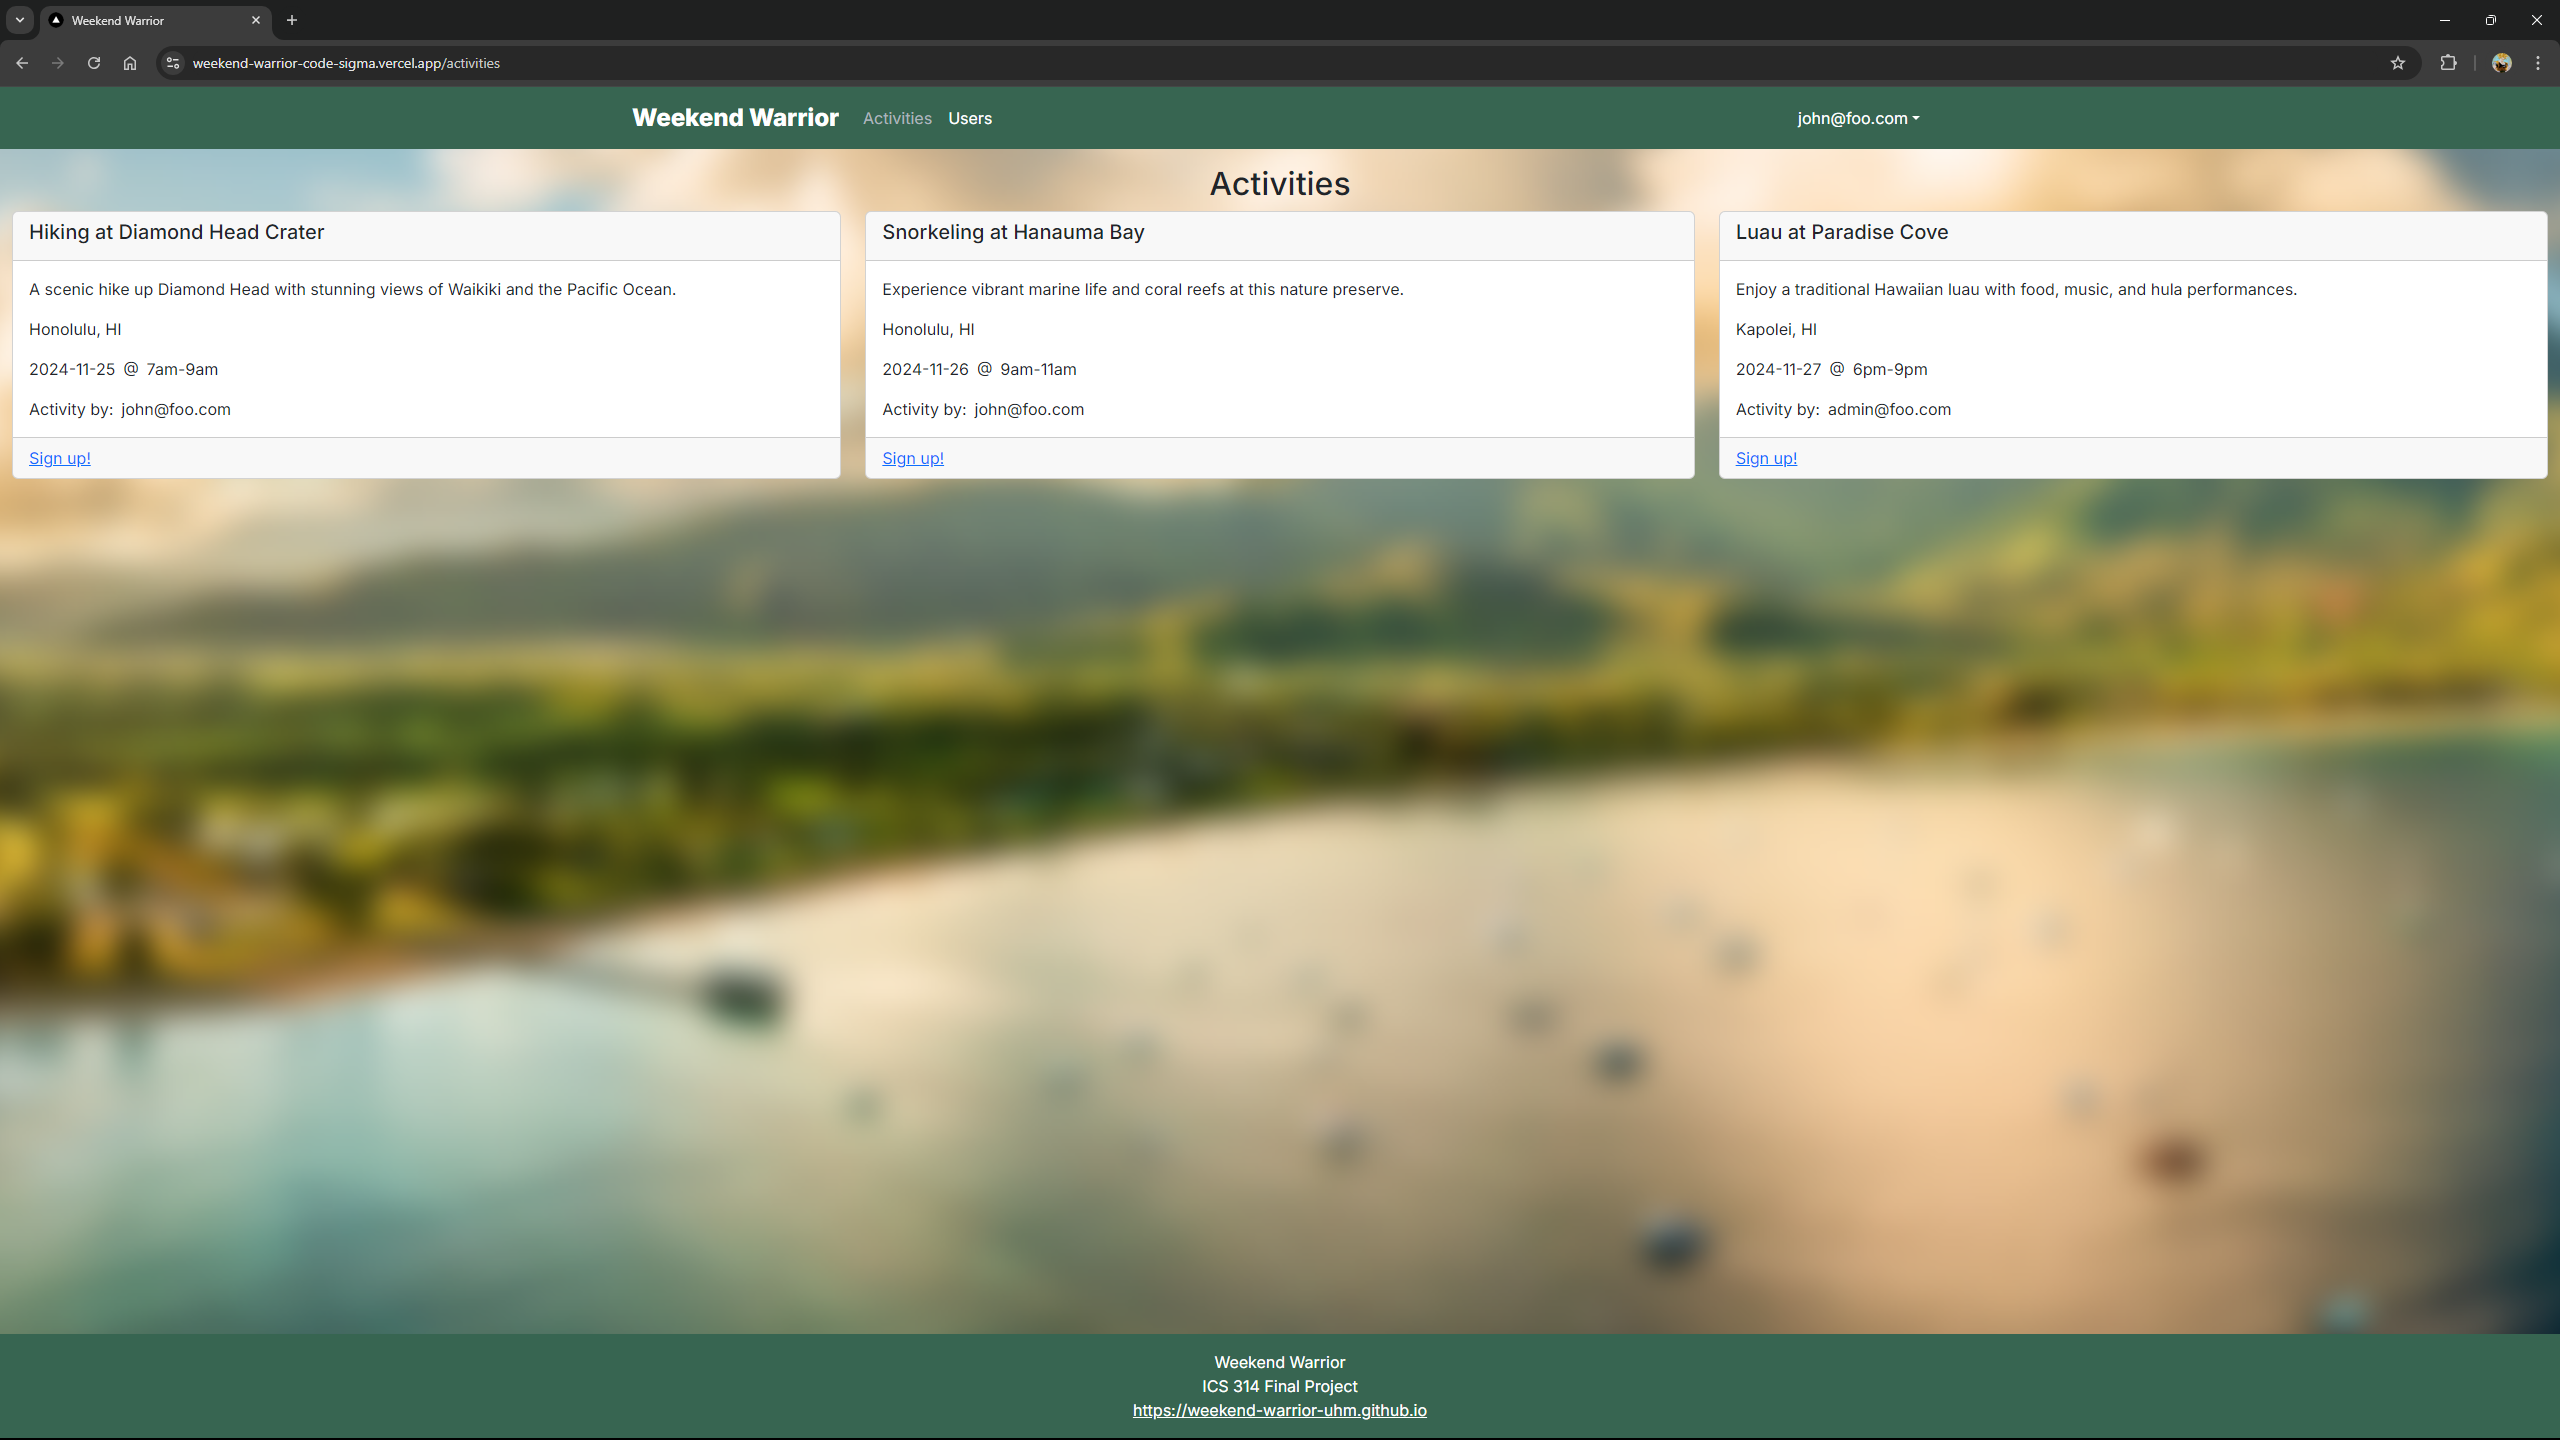 Weekend Warrior
weekend-warrior-code-sigma.vercel.app/activities
Weekend Warrior Activities Users john@foo.com
Activities
Hiking at Diamond Head Crater
A scenic hike up Diamond Head with stunning views of Waikiki and the Pacific Ocean.
Honolulu, HI
2024-11-25 @ 7am-9am
Activity by: john@foo.com
Sign up!
Snorkeling at Hanauma Bay
Experience vibrant marine life and coral reefs at this nature preserve.
Honolulu, HI
2024-11-26 @ 9am-11am
Activity by: john@foo.com
Sign up!
Luau at Paradise Cove
Enjoy a traditional Hawaiian luau with food, music, and hula performances.
Kapolei, HI
2024-11-27 @ 6pm-9pm
Activity by: admin@foo.com
Sign up!
Weekend Warrior
ICS 314 Final Project
https://weekend-warrior-uhm.github.io